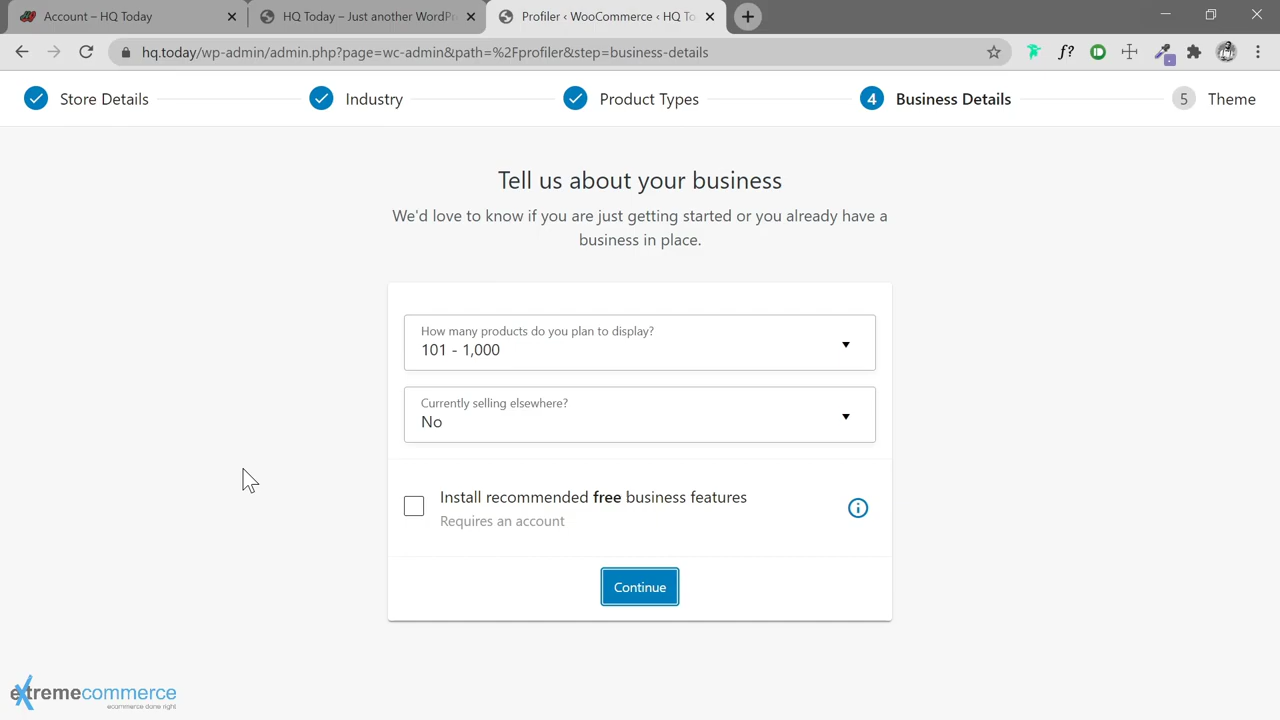 Account – HQ Today
HQ Today – Just another WordPr
Profiler ‹ WooCommerce ‹ HQ To
hq.today/wp-admin/admin.php?page=wc-admin&path=%2Fprofiler&step=business-details
f?
Store Details
Industry
Product Types
4 Business Details
5 Theme
Tell us about your business
We'd love to know if you are just getting started or you already have a
business in place.
How many products do you plan to display?
101 - 1,000
Currently selling elsewhere?
No
Install recommended free business features
Requires an account
Continue
extremecommerce
ecommerce done right